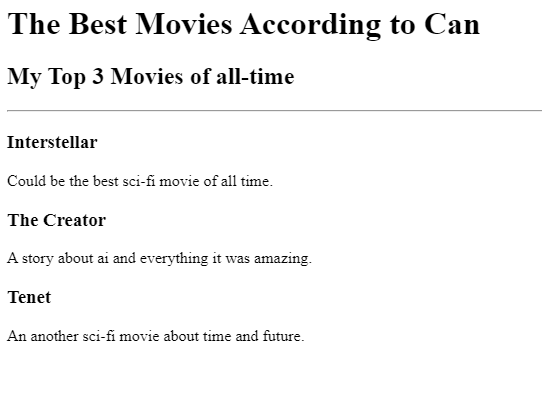 The Best Movies According to Can
My Top 3 Movies of all-time
Interstellar
Could be the best sci-fi movie of all time.
The Creator
A story about ai and everything it was amazing.
Tenet
An another sci-fi movie about time and future.